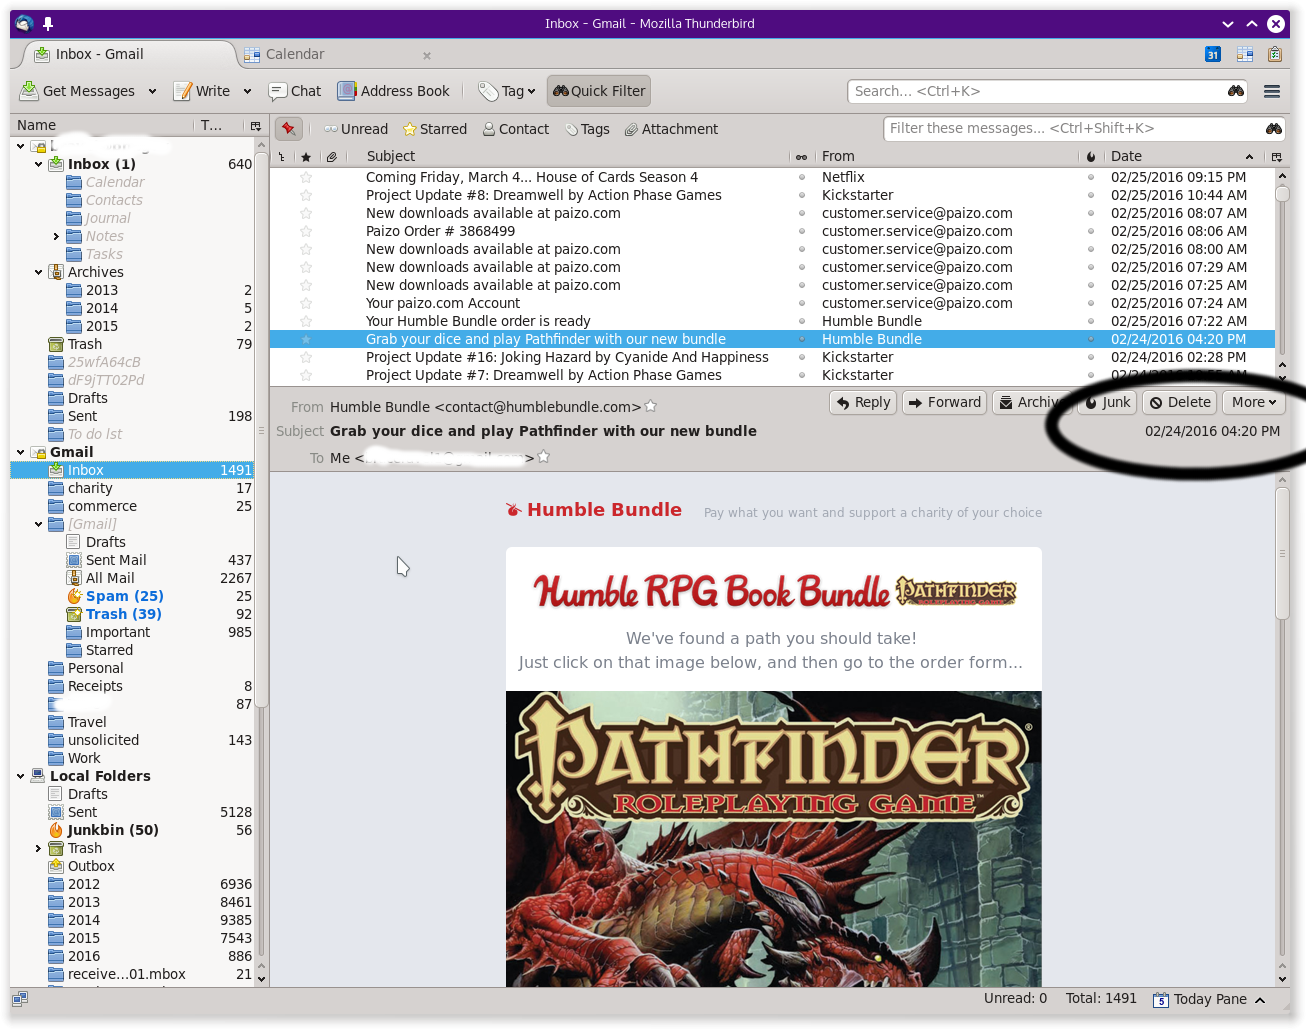 Inbox - Gmail - Mozilla Thunderbird
Inbox - Gmail
Calendar
31
Get Messages
Write
Chat
Address Book
Tag
Quick Filter
Search... <Ctrl+K>
Name
T...
Unread
Starred
Contact
Tags
Attachment
Filter these messages... <Ctrl+Shift+K>
Subject
From
Date
Inbox (1) 640
Calendar
Contacts
Journal
Notes
Tasks
Archives
2013 2
2014 5
2015 2
Trash 79
25wfA64cB
dF9jTT02Pd
Drafts
Sent 198
To do lst
Gmail
Inbox 1491
charity 17
commerce 25
[Gmail]
Drafts
Sent Mail 437
All Mail 2267
Spam (25) 25
Trash (39) 92
Important 985
Starred
Personal
Receipts 8
87
Travel
unsolicited 143
Work
Local Folders
Drafts
Sent 5128
Junkbin (50) 56
Trash
Outbox
2012 6936
2013 8461
2014 9385
2015 7543
2016 886
receive...01.mbox 21
Coming Friday, March 4... House of Cards Season 4 Netflix 02/25/2016 09:15 PM
Project Update #8: Dreamwell by Action Phase Games Kickstarter 02/25/2016 10:44 AM
New downloads available at paizo.com customer.service@paizo.com 02/25/2016 08:07 AM
Paizo Order # 3868499 customer.service@paizo.com 02/25/2016 08:06 AM
New downloads available at paizo.com customer.service@paizo.com 02/25/2016 08:00 AM
New downloads available at paizo.com customer.service@paizo.com 02/25/2016 07:29 AM
New downloads available at paizo.com customer.service@paizo.com 02/25/2016 07:25 AM
Your paizo.com Account customer.service@paizo.com 02/25/2016 07:24 AM
Your Humble Bundle order is ready Humble Bundle 02/25/2016 07:22 AM
Grab your dice and play Pathfinder with our new bundle Humble Bundle 02/24/2016 04:20 PM
Project Update #16: Joking Hazard by Cyanide And Happiness Kickstarter 02/24/2016 02:28 PM
Project Update #7: Dreamwell by Action Phase Games Kickstarter
From Humble Bundle <contact@humblebundle.com>
Reply
Forward
Archive
Junk
Delete
More
Subject Grab your dice and play Pathfinder with our new bundle
02/24/2016 04:20 PM
To Me < >
Humble Bundle
Pay what you want and support a charity of your choice
Humble RPG Book Bundle PATHFINDER
We've found a path you should take!
Just click on that image below, and then go to the order form...
PATHFINDER®
ROLEPLAYING GAME™
Unread: 0
Total: 1491
5
Today Pane